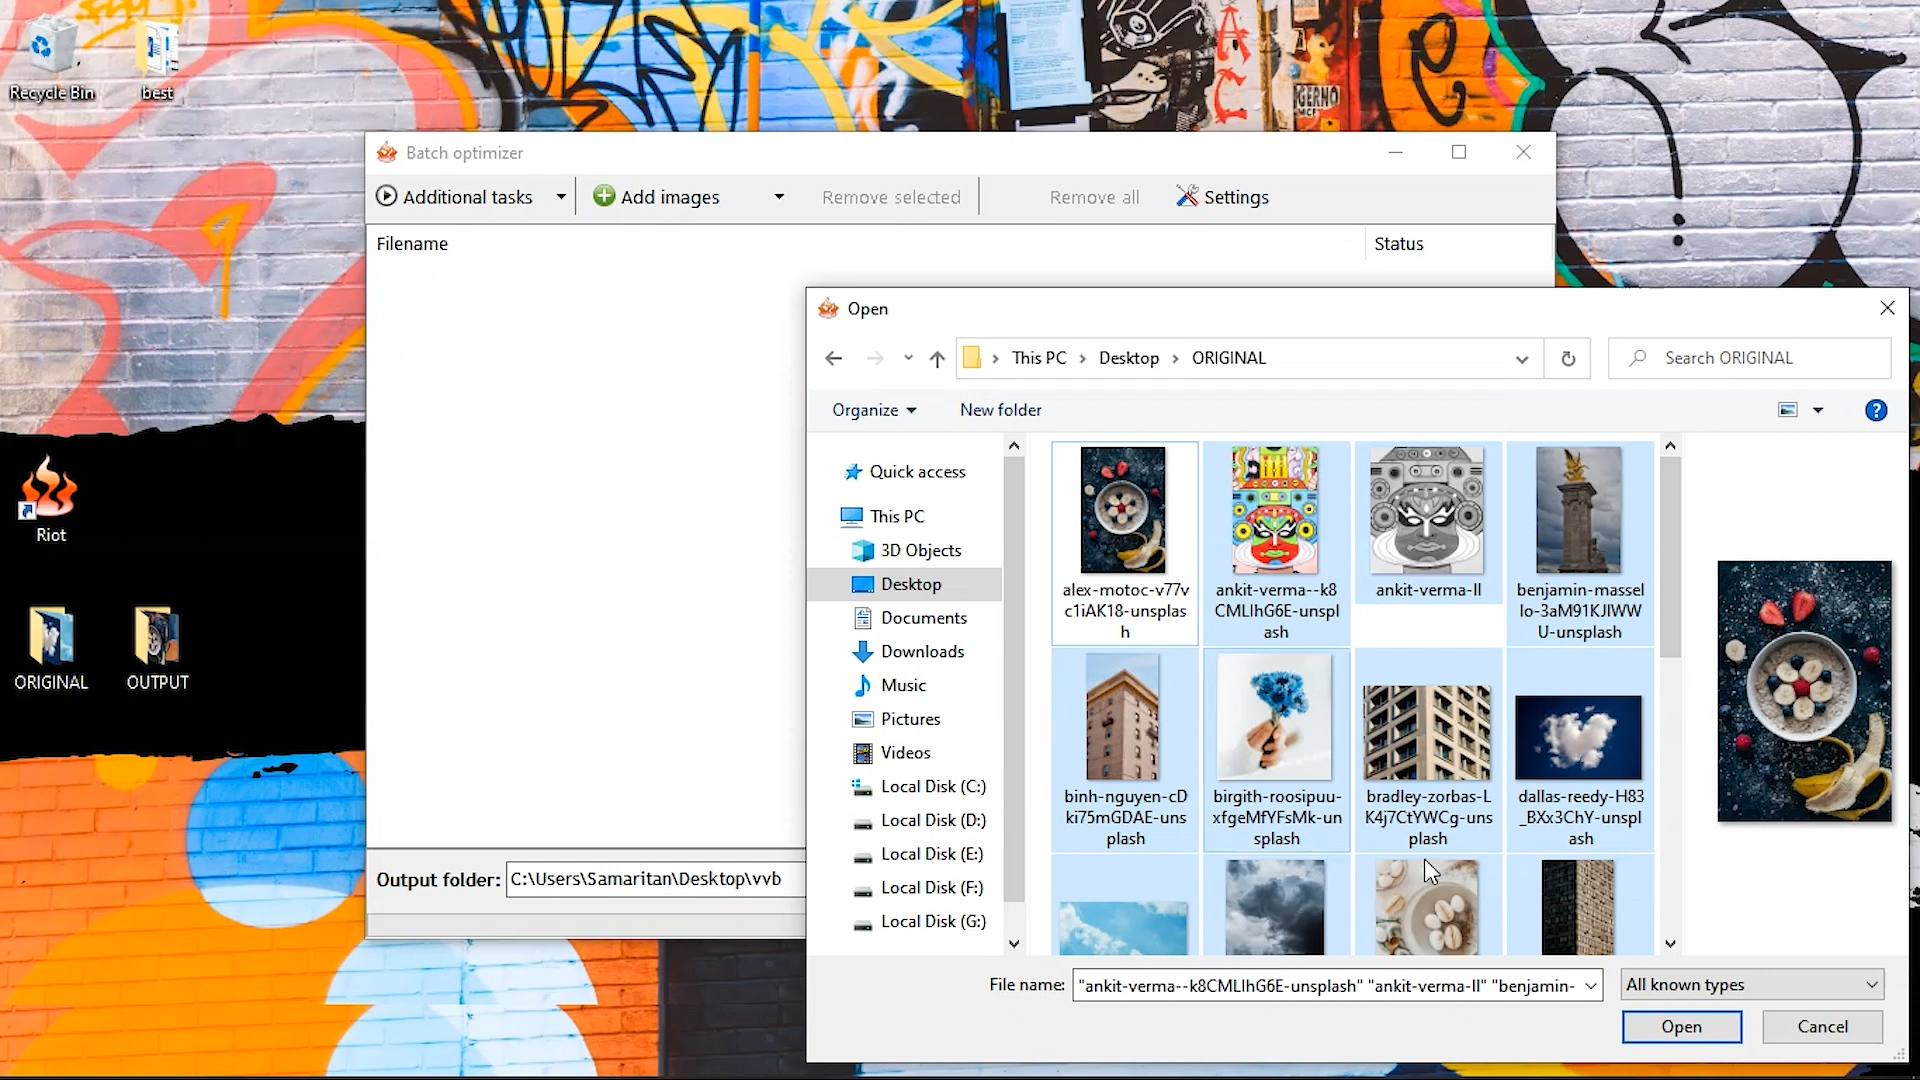 Recycle Bin
best
Riot
ORIGINAL
OUTPUT
Batch optimizer
Additional tasks
Add images
Remove selected
Remove all
Settings
Filename
Status
Output folder:
C:\Users\Samaritan\Desktop\vvb
Open
This PC
Desktop
ORIGINAL
Search ORIGINAL
Organize
New folder
Quick access
This PC
3D Objects
Desktop
Documents
Downloads
Music
Pictures
Videos
Local Disk (C:)
Local Disk (D:)
Local Disk (E:)
Local Disk (F:)
Local Disk (G:)
alex-motoc-v77v
c1iAK18-unsplas
h
ankit-verma--k8
CMLIhG6E-unspl
ash
ankit-verma-ll
benjamin-massel
lo-3aM91KJlWW
U-unsplash
binh-nguyen-cD
ki75mGDAE-uns
plash
birgith-roosipuu-
xfgeMfYFsMk-un
splash
bradley-zorbas-L
K4j7CtYWCg-uns
plash
dallas-reedy-H83
_BXx3ChY-unspl
ash
File name:
"ankit-verma--k8CMLIhG6E-unsplash" "ankit-verma-ll" "benjamin-
All known types
Open
Cancel